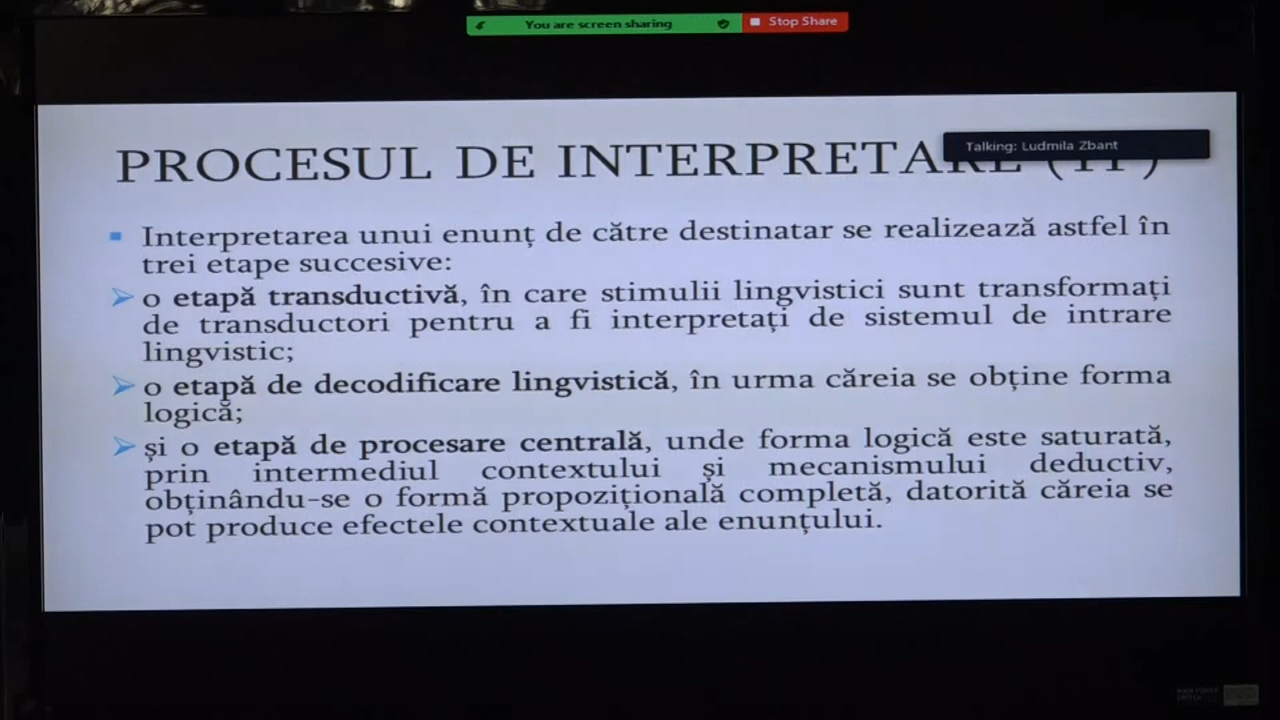 You are screen sharing
Stop Share
PROCESUL DE INTERPRETARE
Talking: Ludmila Zbant
Interpretarea unui enunț de către destinatar se realizează astfel în
trei etape succesive:
o etapă transductivă, în care stimulii lingvistici sunt transformați
de transductori pentru a fi interpretați de sistemul de intrare
lingvistic;
o etapă de decodificare lingvistică, în urma căreia se obține forma
logică;
și o etapă de procesare centrală, unde forma logică este saturată,
prin intermediul contextului și mecanismului deductiv,
obținându-se o formă propozițională completă, datorită căreia se
pot produce efectele contextuale ale enunțului.